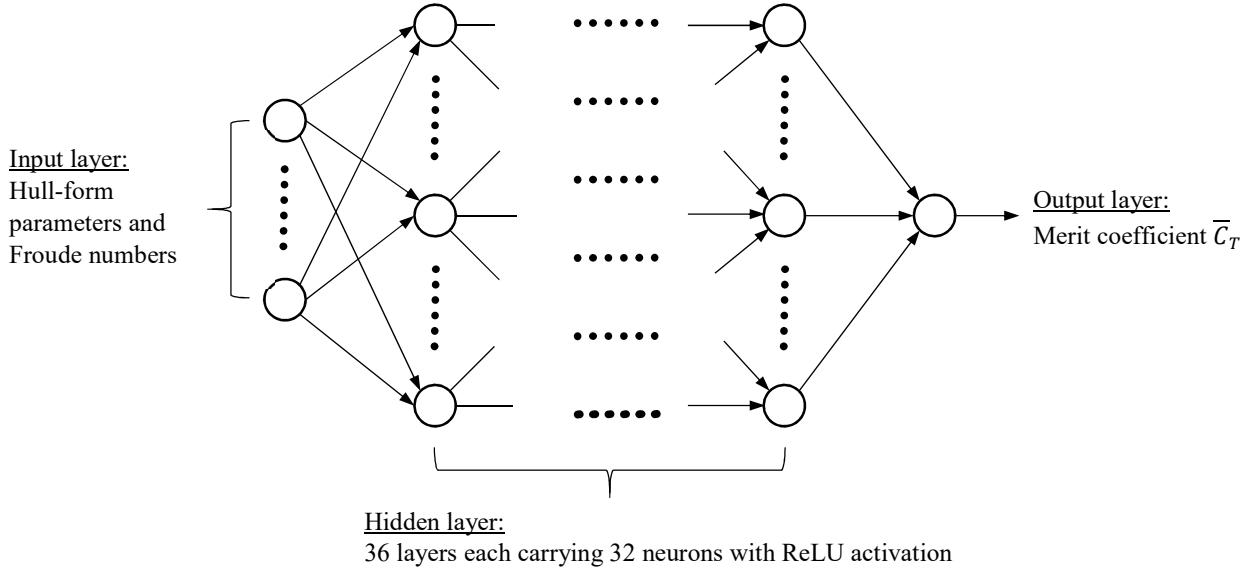 Input layer:
Hull-form
parameters and
Froude numbers
Output layer:
Merit coefficient C̅_T
Hidden layer:
36 layers each carrying 32 neurons with ReLU activation